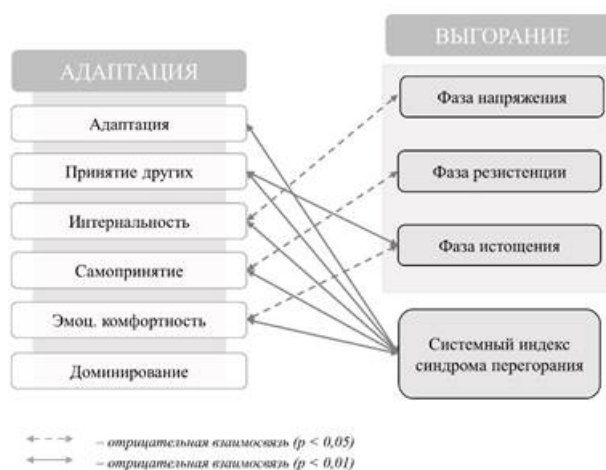 АДАПТАЦИЯ
Адаптация
Принятие других
Интернальность
Самопринятие
Эмоц. комфортность
Доминирование
ВЫГОРАНИЕ
Фаза напряжения
Фаза резистенции
Фаза истощения
Системный индекс
синдрома перегорания
– отрицательная взаимосвязь (p < 0,05)
– отрицательная взаимосвязь (p < 0,01)